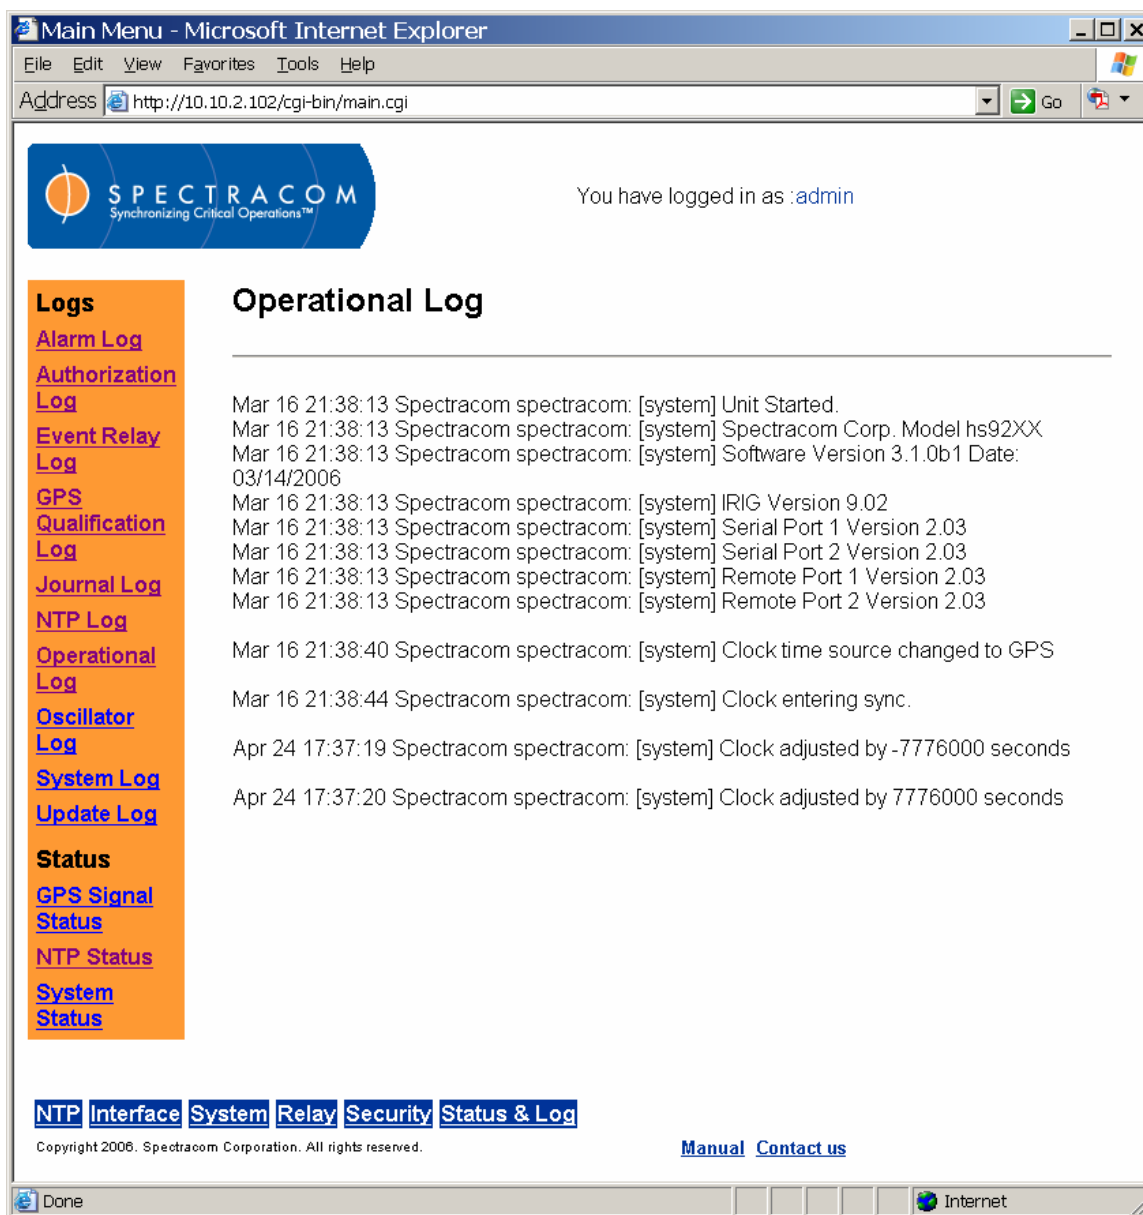 Main Menu - Microsoft Internet Explorer
File Edit View Favorites Tools Help
Address http://10.10.2.102/cgi-bin/main.cgi Go
SPECTRACOM
Synchronizing Critical Operations™
You have logged in as :admin
Logs
Alarm Log
Authorization
Log
Event Relay
Log
GPS
Qualification
Log
Journal Log
NTP Log
Operational
Log
Oscillator
Log
System Log
Update Log
Status
GPS Signal
Status
NTP Status
System
Status
Operational Log
Mar 16 21:38:13 Spectracom spectracom: [system] Unit Started.
Mar 16 21:38:13 Spectracom spectracom: [system] Spectracom Corp. Model hs92XX
Mar 16 21:38:13 Spectracom spectracom: [system] Software Version 3.1.0b1 Date:
03/14/2006
Mar 16 21:38:13 Spectracom spectracom: [system] IRIG Version 9.02
Mar 16 21:38:13 Spectracom spectracom: [system] Serial Port 1 Version 2.03
Mar 16 21:38:13 Spectracom spectracom: [system] Serial Port 2 Version 2.03
Mar 16 21:38:13 Spectracom spectracom: [system] Remote Port 1 Version 2.03
Mar 16 21:38:13 Spectracom spectracom: [system] Remote Port 2 Version 2.03
Mar 16 21:38:40 Spectracom spectracom: [system] Clock time source changed to GPS
Mar 16 21:38:44 Spectracom spectracom: [system] Clock entering sync.
Apr 24 17:37:19 Spectracom spectracom: [system] Clock adjusted by -7776000 seconds
Apr 24 17:37:20 Spectracom spectracom: [system] Clock adjusted by 7776000 seconds
NTP Interface System Relay Security Status & Log
Copyright 2006. Spectracom Corporation. All rights reserved.
Manual Contact us
Done Internet